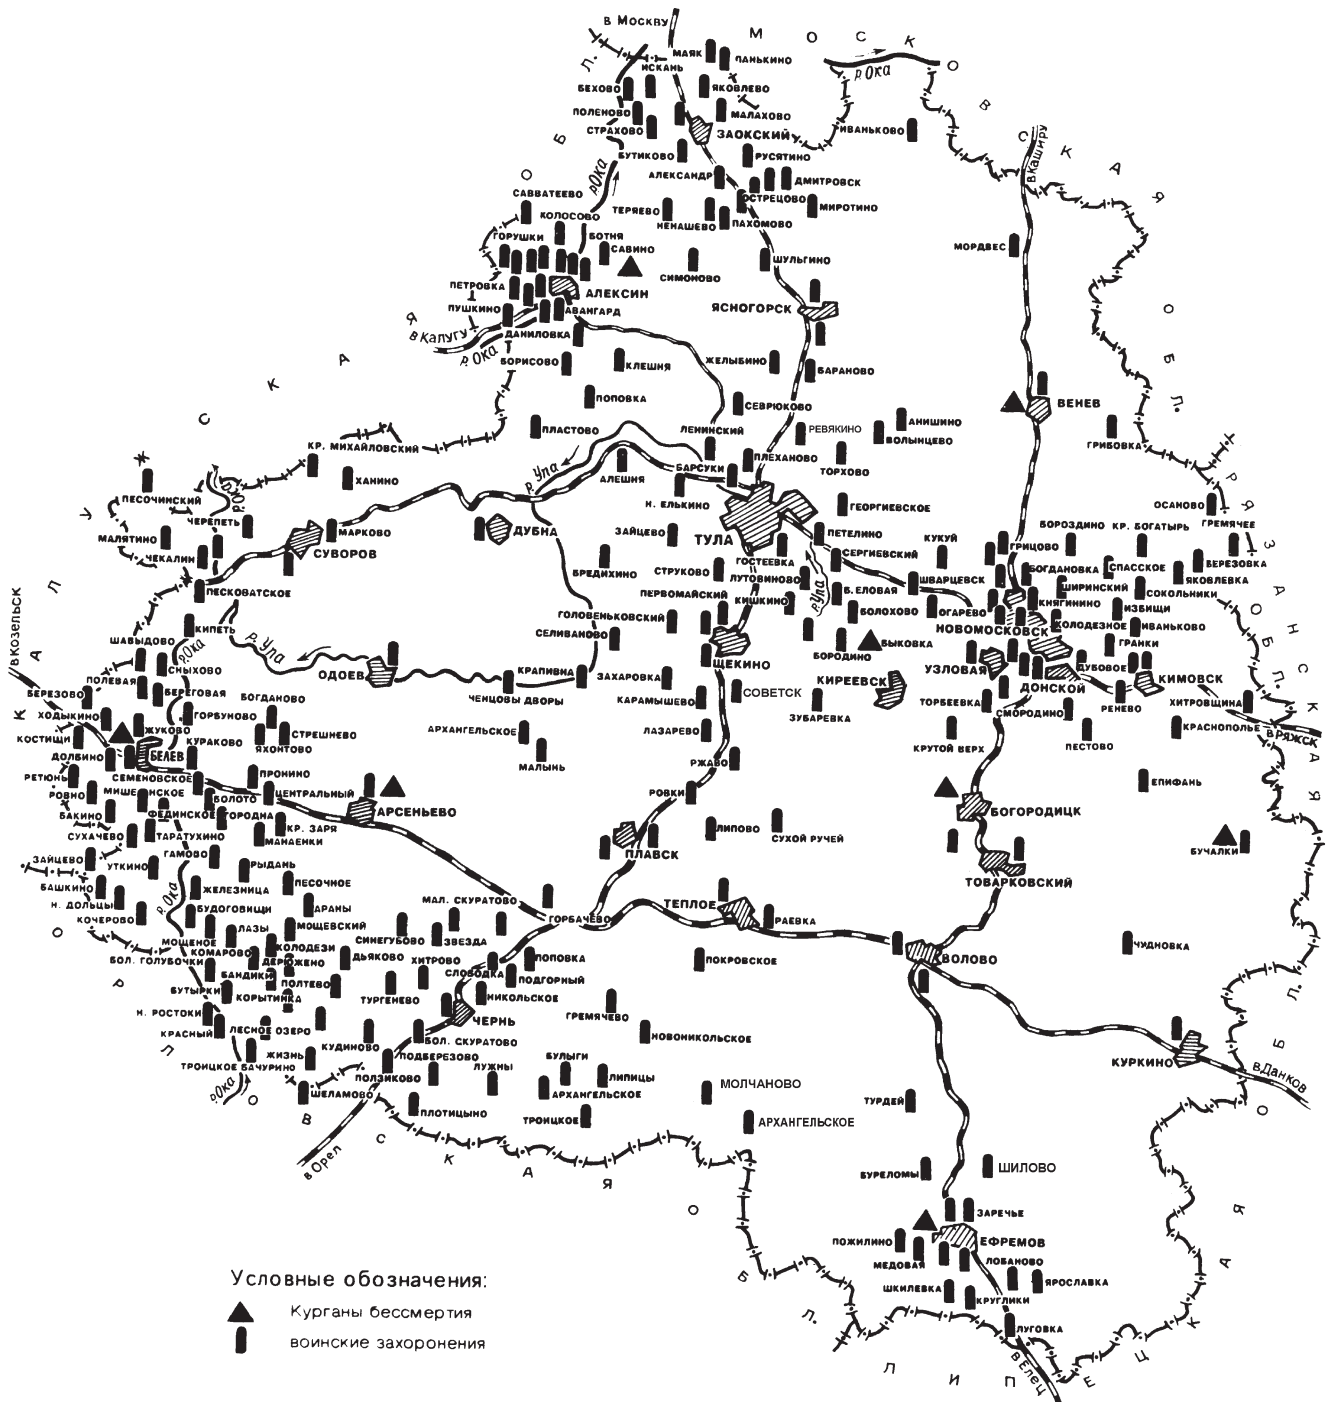 в Москву
МОСКОВСКАЯ ОБЛ.
МАЯК
ПАНЬКИНО
ИСКАНЬ
р.Ока
БЕХОВО
ЯКОВЛЕВО
ПОЛЕНОВО
МАЛАХОВО
СТРАХОВО
ЗАОКСКИЙ
ИВАНЬКОВО
в Каширу
БУТИКОВО
РУСЯТИНО
АЛЕКСАНДР
ДМИТРОВСК
р.Ока
САВВАТЕЕВО
ОСТРЕЦОВО
МИРОТИНО
ТЕРЯЕВО
КОЛОСОВО
НЕНАШЕВО
ПАХОМОВО
ГОРУШКИ
БОТНЯ
САВИНО
МОРДВЕС
ШУЛЬГИНО
СИМОНОВО
ПЕТРОВКА
АЛЕКСИН
ПУШКИНО
АВАНГАРД
ЯСНОГОРСК
в Калугу
ДАНИЛОВКА
р.Ока
БОРИСОВО
КЛЕШНЯ
ЖЕЛЫБИНО
БАРАНОВО
ПОПОВКА
СЕВРЮКОВО
ВЕНЕВ
АНИШИНО
ПЛАСТОВО
ЛЕНИНСКИЙ
РЕВЯКИНО
ВОЛЫНЦЕВО
ГРИБОВКА
КР. МИХАЙЛОВСКИЙ
ПЛЕХАНОВО
ТОРХОВО
БАРСУКИ
р.Упа
ХАНИНО
АЛЕШНЯ
ПЕСОЧИНСКИЙ
р.Ока
Н. ЕЛЬКИНО
ГЕОРГИЕВСКОЕ
ОСАНОВО
ЧЕРЕПЕТЬ
МАРКОВО
ДУБНА
ЗАЙЦЕВО
ТУЛА
ПЕТЕЛИНО
КУКУЙ
БОРОЗДИНО
КР. БОГАТЫРЬ
ГРЕМЯЧЕЕ
МАЛЯТИНО
СУВОРОВ
ГРИЦОВО
ЧЕКАЛИН
ГОСТЕЕВКА
СЕРГИЕВСКИЙ
БОГДАНОВКА
СПАССКОЕ
БЕРЕЗОВКА
БРЕДИХИНО
СТРУКОВО
ЛУТОВИНОВО
ШВАРЦЕВСК
ЯКОВЛЕВКА
ПЕСКОВАТСКОЕ
ПЕРВОМАЙСКИЙ
КИШКИНО
р.Упа
Б. ЕЛОВАЯ
ШИРИНСКИЙ
СОКОЛЬНИКИ
ГОЛОВЕНЬКОВСКИЙ
БОЛОХОВО
ОГАРЕВО
КНЯГИНИНО
ИЗБИЩИ
КИПЕТЬ
СЕЛИВАНОВО
НОВОМОСКОВСК
КОЛОДЕЗНОЕ
ИВАНЬКОВО
ШАВЫДОВО
р.Упа
р.Ока
БЫКОВКА
ГРАНКИ
ЩЕКИНО
БОРОДИНО
УЗЛОВАЯ
ДУБОВОЕ
СНЫХОВО
ОДОЕВ
КРАПИВНА
ЗАХАРОВКА
КИРЕЕВСК
ДОНСКОЙ
КИМОВСК
в Козельск
ПОЛЕВАЯ
БЕРЕГОВАЯ
БОГДАНОВО
ЧЕНЦОВЫ ДВОРЫ
КАРАМЫШЕВО
СОВЕТСК
ТОРБЕЕВКА
РЕНЕВО
ХИТРОВЩИНА
БЕРЕЗОВО
ХОДЫКИНО
ЖУКОВО
ГОРБУНОВО
СТРЕШНЕВО
АРХАНГЕЛЬСКОЕ
ЗУБАРЕВКА
СМОРОДИНО
КРАСНОПОЛЬЕ
КОСТИЩИ
КУРАКОВО
ЯХОНТОВО
ЛАЗАРЕВО
КРУТОЙ ВЕРХ
ПЕСТОВО
в Ряжск
ДОЛБИНО
БЕЛЕВ
МАЛЫНЬ
РЖАВО
РЕТЮНЬ
СЕМЕНОВСКОЕ
ПРОНИНО
ЕПИФАНЬ
РОВНО
МИШЕНСКОЕ
БОЛОТО
ЦЕНТРАЛЬНЫЙ
РОВКИ
АРСЕНЬЕВО
БОГОРОДИЦК
БАКИНО
ФЕДИНСКОЕ
ГОРОДНА
КР. ЗАРЯ
СУХАЧЕВО
ТАРАТУХИНО
МАНАЕНКИ
ЛИПОВО
СУХОЙ РУЧЕЙ
БУЧАЛКИ
ЗАЙЦЕВО
ГАМОВО
ПЛАВСК
УТКИНО
РЫДАНЬ
БАШКИНО
р.Ока
ЖЕЛЕЗНИЦА
ПЕСОЧНОЕ
ТОВАРКОВСКИЙ
Н. ДОЛЬЦЫ
БУДОГОВИЩИ
АРАНЫ
МАЛ. СКУРАТОВО
ТЕПЛОЕ
КОЧЕРОВО
ЛАЗЫ
МОЩЕВСКИЙ
ГОРБАЧЕВО
РАЕВКА
МОЩЕНОЕ
СИНЕГУБОВО
ЗВЕЗДА
ЧУДНОВКА
КОМАРОВО
КОЛОДЕЗИ
БОЛ. ГОЛУБОЧКИ
ДЕРЮЖЕНО
ДЬЯКОВО
ХИТРОВО
ПОПОВКА
ПОКРОВСКОЕ
ВОЛОВО
БАНДИКИ
СЛОБОДКА
БУТЫРКИ
ПОЛТЕВО
ПОДГОРНЫЙ
КОРЫТИНКА
ТУРГЕНЕВО
НИКОЛЬСКОЕ
Н. РОСТОКИ
ЧЕРНЬ
ГРЕМЯЧЕВО
КРАСНЫЙ
ЛЕСНОЕ ОЗЕРО
НОВОНИКОЛЬСКОЕ
КУДИНОВО
БОЛ. СКУРАТОВО
ЖИЗНЬ
ПОДБЕРЕЗОВО
БУЛЫГИ
КУРКИНО
ТРОИЦКОЕ БАЧУРИНО
ПОЛЗИКОВО
ЛУЖНЫ
ЛИПИЦЫ
в Данков
р.Ока
ШЕЛАМОВО
МОЛЧАНОВО
АРХАНГЕЛЬСКОЕ
ТУРДЕЙ
ПЛОТИЦЫНО
ТРОИЦКОЕ
АРХАНГЕЛЬСКОЕ
в Орел
БУРЕЛОМЫ
ШИЛОВО
ЗАРЕЧЬЕ
ПОЖИЛИНО
ЕФРЕМОВ
МЕДОВАЯ
ЛОБАНОВО
ШКИЛЕВКА
ЯРОСЛАВКА
КРУГЛИКИ
ЛУГОВКА
в Елец
КАЛУЖСКАЯ ОБЛ.
ОРЛОВСКАЯ ОБЛ.
ЛИПЕЦКАЯ ОБЛ.
РЯЗАНСКАЯ ОБЛ.
Условные обозначения:
Курганы бессмертия
воинские захоронения